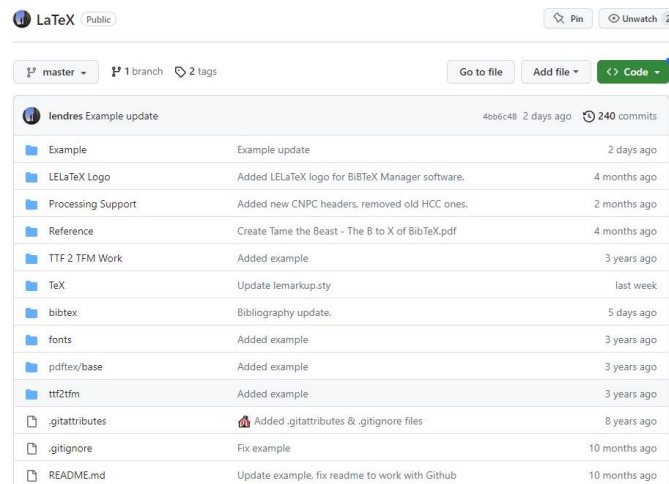 LaTeX Public Pin Unwatch 2
master 1 branch 2 tags Go to file Add file Code
lendres Example update 4bb6c48 2 days ago 240 commits
Example Example update 2 days ago
LELaTeX Logo Added LELaTeX logo for BiBTeX Manager software. 4 months ago
Processing Support Added new CNPC headers, removed old HCC ones. 2 months ago
Reference Create Tame the Beast - The B to X of BibTeX.pdf 4 months ago
TTF 2 TFM Work Added example 3 years ago
TeX Update lemarkup.sty last week
bibtex Bibliography update. 5 days ago
fonts Added example 3 years ago
pdftex/base Added example 3 years ago
ttf2tfm Added example 3 years ago
.gitattributes Added .gitattributes & .gitignore files 8 years ago
.gitignore Fix example 10 months ago
README.md Update example, fix readme to work with Github 10 months ago